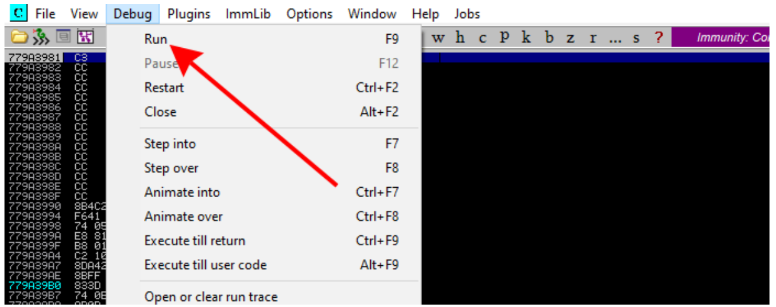 C File View Debug Plugins ImmLib Options Window Help Jobs
w h c P k b z r ... s ? Immunity: Co
Run F9
Pause F12
Restart Ctrl+F2
Close Alt+F2
Step into F7
Step over F8
Animate into Ctrl+F7
Animate over Ctrl+F8
Execute till return Ctrl+F9
Execute till user code Alt+F9
Open or clear run trace
779A3981 C3
779A3982 CC
779A3983 CC
779A3984 CC
779A3985 CC
779A3986 CC
779A3987 CC
779A3988 CC
779A3989 CC
779A398A CC
779A398B CC
779A398C CC
779A398D CC
779A398E CC
779A398F CC
779A3990 8B4C2
779A3994 F641
779A3998 74 05
779A399A E8 81
779A399F B8 01
779A39A4 C2 10
779A39A7 8DA42
779A39AE 8BFF
779A39B0 833D
779A39B7 74 0E